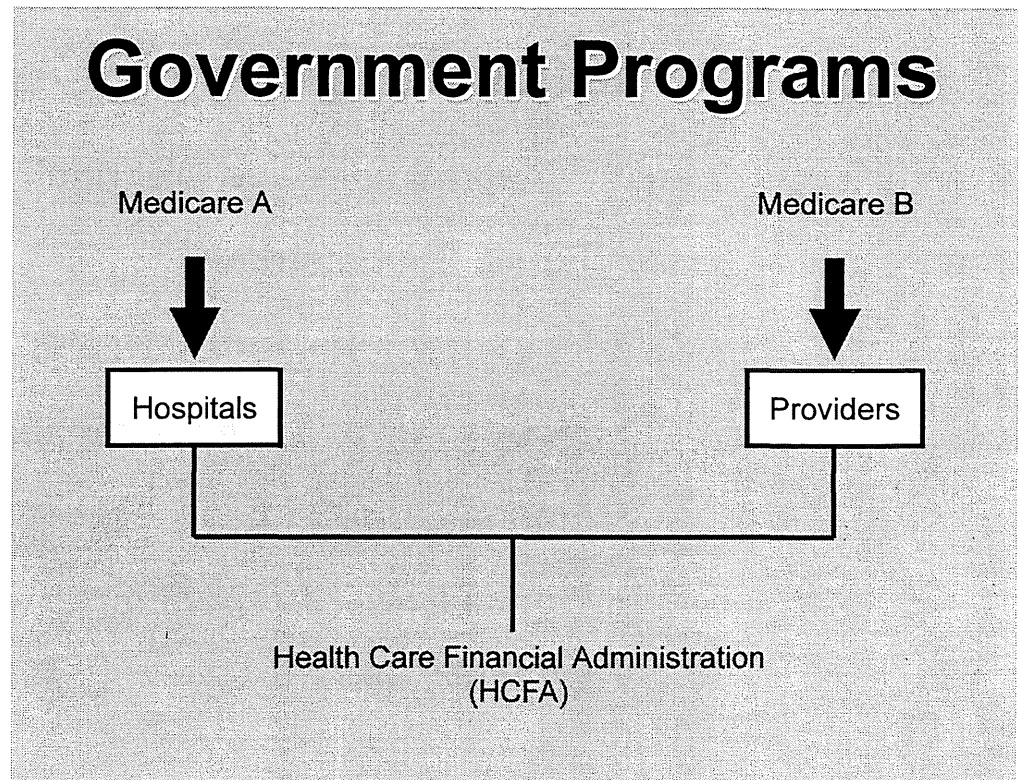 Government Programs
Medicare A
Medicare B
Hospitals
Providers
Health Care Financial Administration
(HCFA)